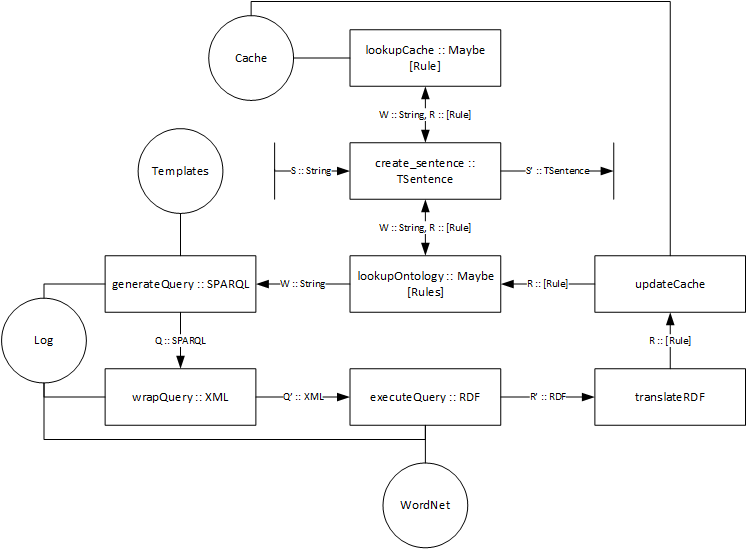 Cache
lookupCache :: Maybe
[Rule]
W :: String, R :: [Rule]
Templates
S :: String
create_sentence ::
TSentence
S' :: TSentence
W :: String, R :: [Rule]
generateQuery :: SPARQL
W :: String
lookupOntology :: Maybe
[Rules]
R :: [Rule]
updateCache
Log
Q :: SPARQL
R :: [Rule]
wrapQuery :: XML
Q' :: XML
executeQuery :: RDF
R' :: RDF
translateRDF
WordNet